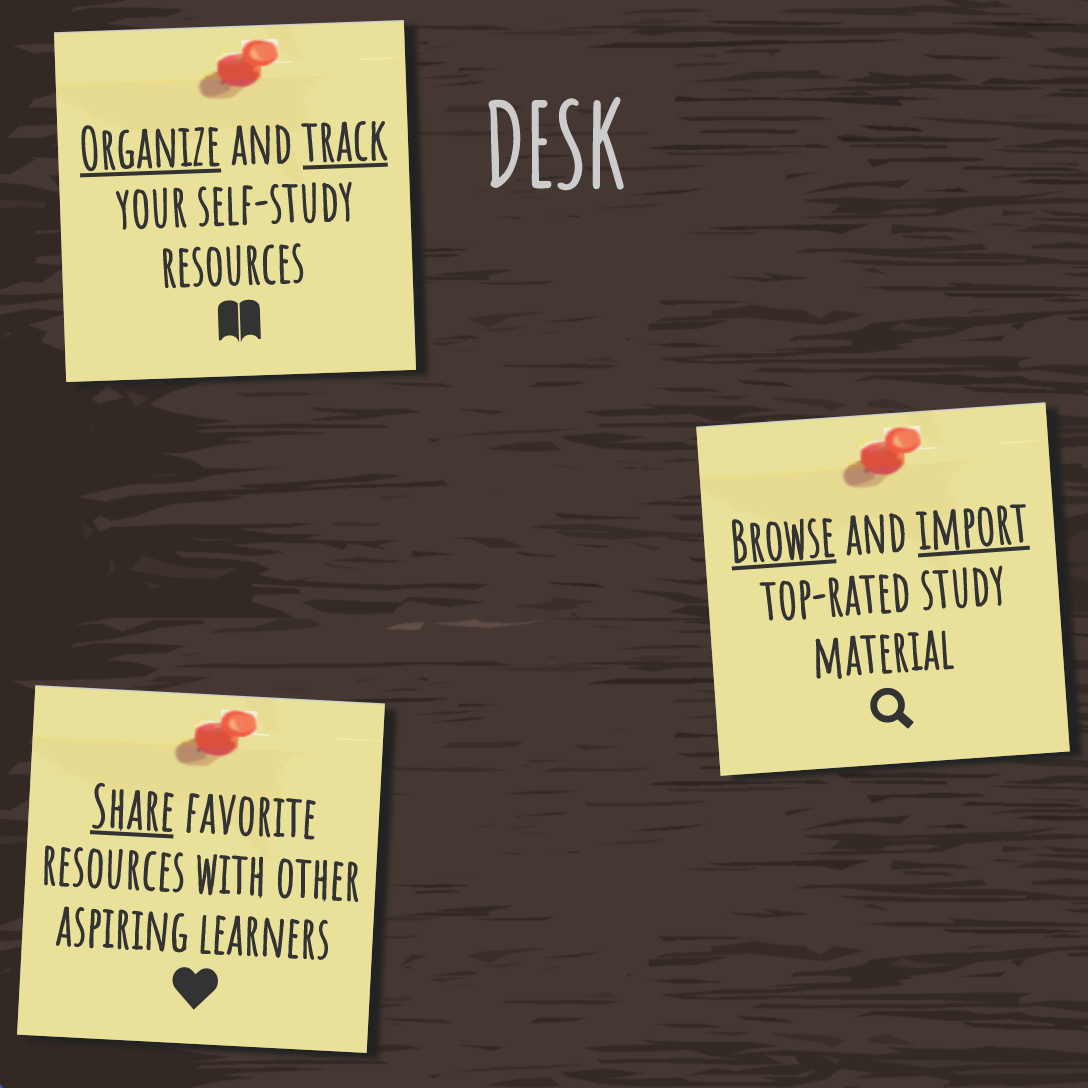 DESK
Organize and track
your self-study
resources
Browse and import
top-rated study
material
Share favorite
resources with other
aspiring learners